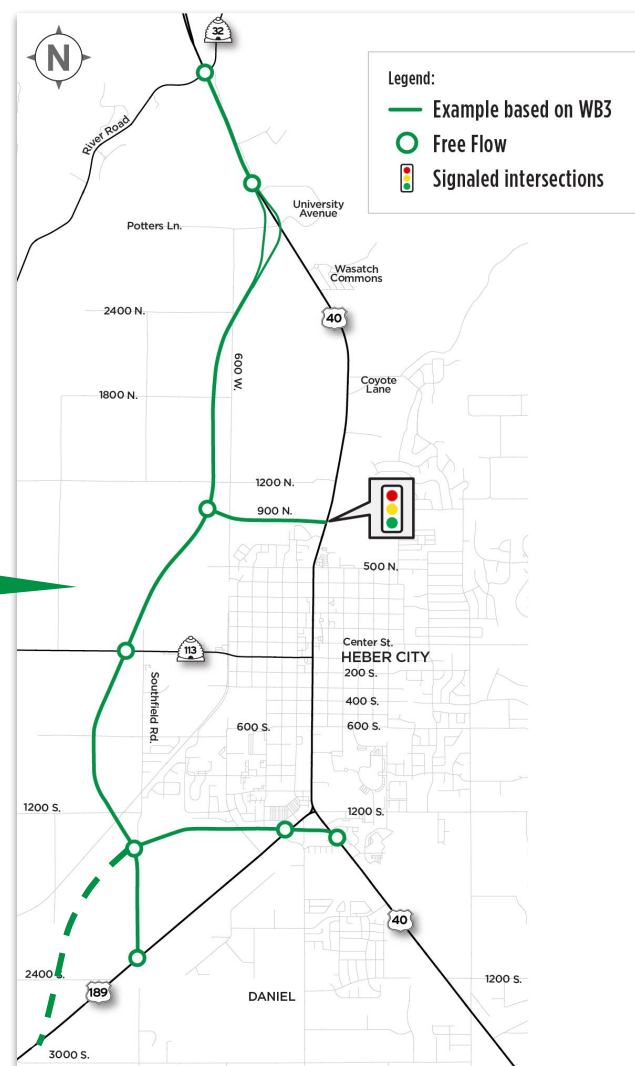 32
N
Legend:
Example based on WB3
Free Flow
Signaled intersections
River Road
University
Avenue
Potters Ln.
Wasatch
Commons
2400 N.
40
600 W.
Coyote
Lane
1800 N.
1200 N.
900 N.
500 N.
Center St.
113
HEBER CITY
200 S.
Southfield Rd.
400 S.
600 S.
600 S.
1200 S.
1200 S.
40
2400 S.
1200 S.
189
DANIEL
3000 S.